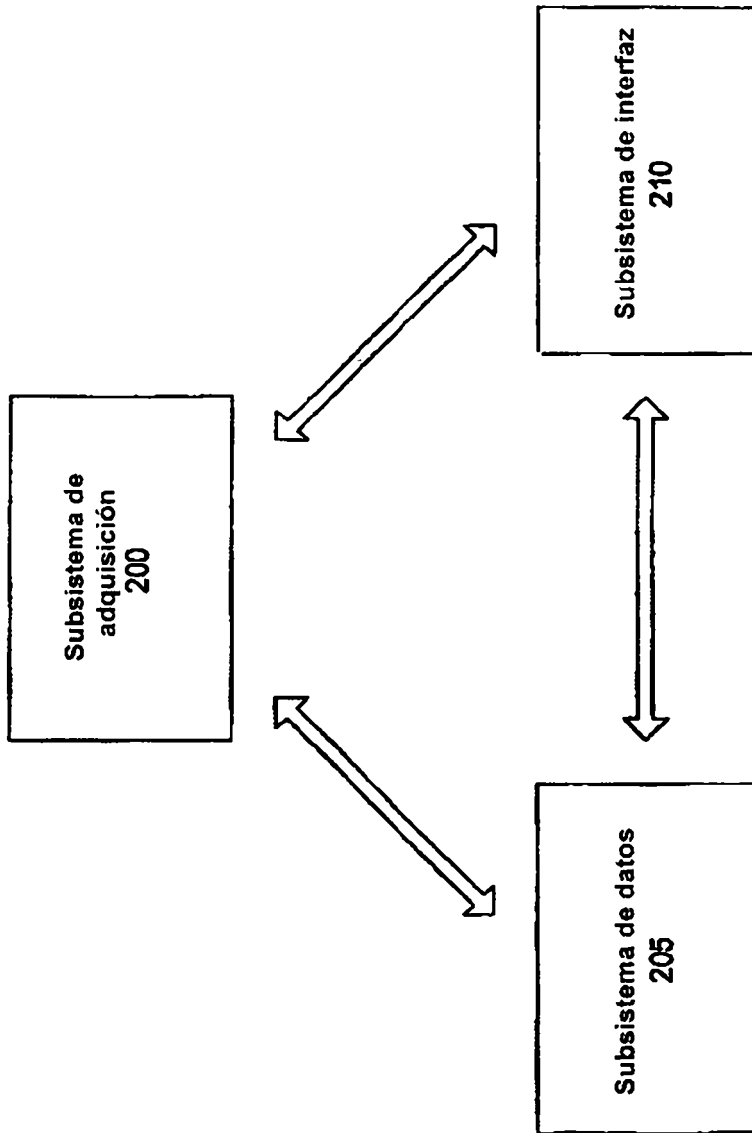 Subsistema de
adquisición
200
Subsistema de datos
205
Subsistema de interfaz
210